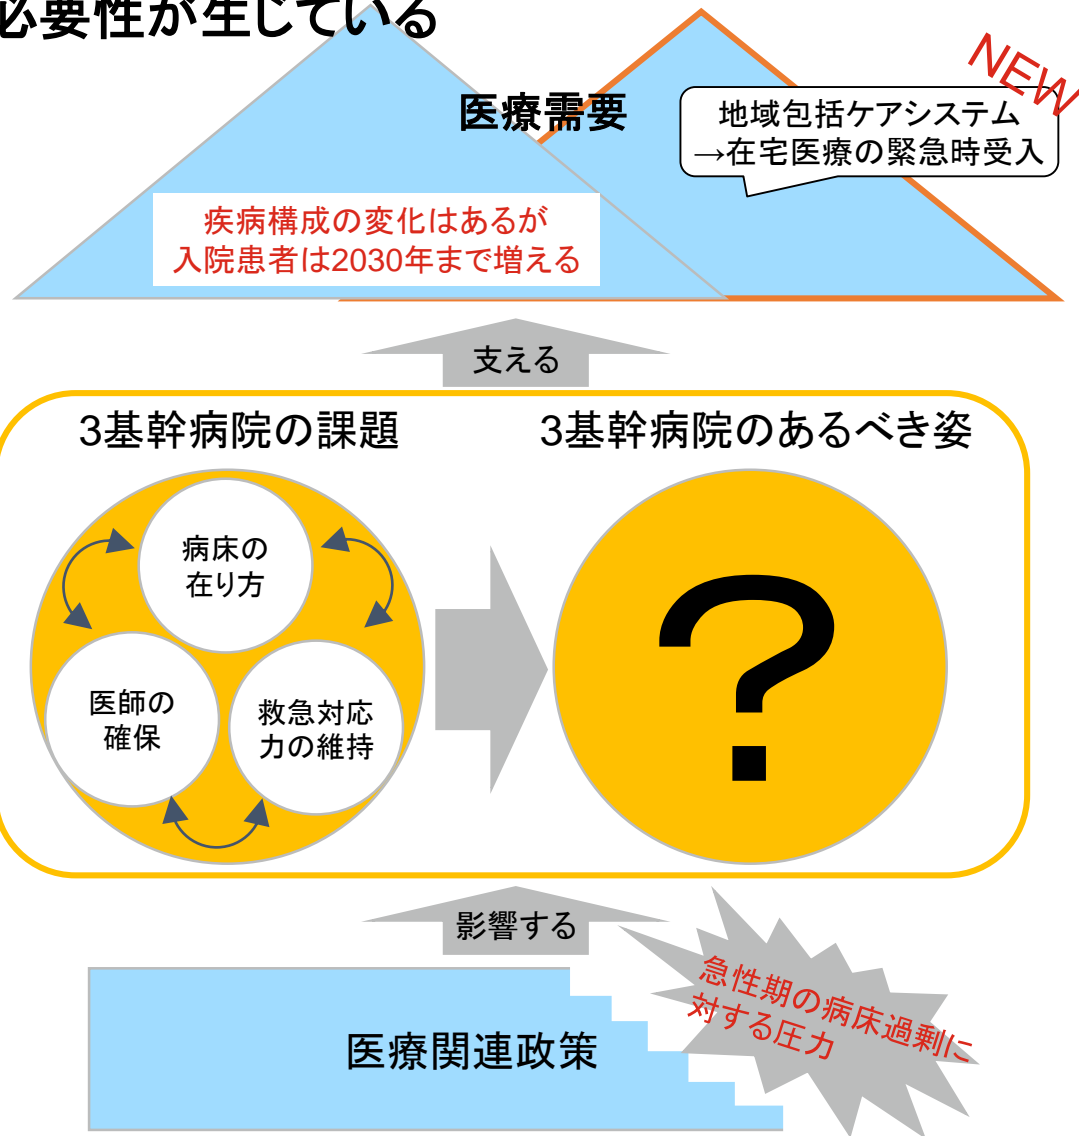 必要性が生じている
医療需要
NEW
地域包括ケアシステム
→在宅医療の緊急時受入
疾病構成の変化はあるが
入院患者は2030年まで増える
支える
3基幹病院の課題
3基幹病院のあるべき姿
病床の
在り方
医師の
確保
救急対応
力の維持
?
影響する
急性期の病床過剰に
対する圧力
医療関連政策